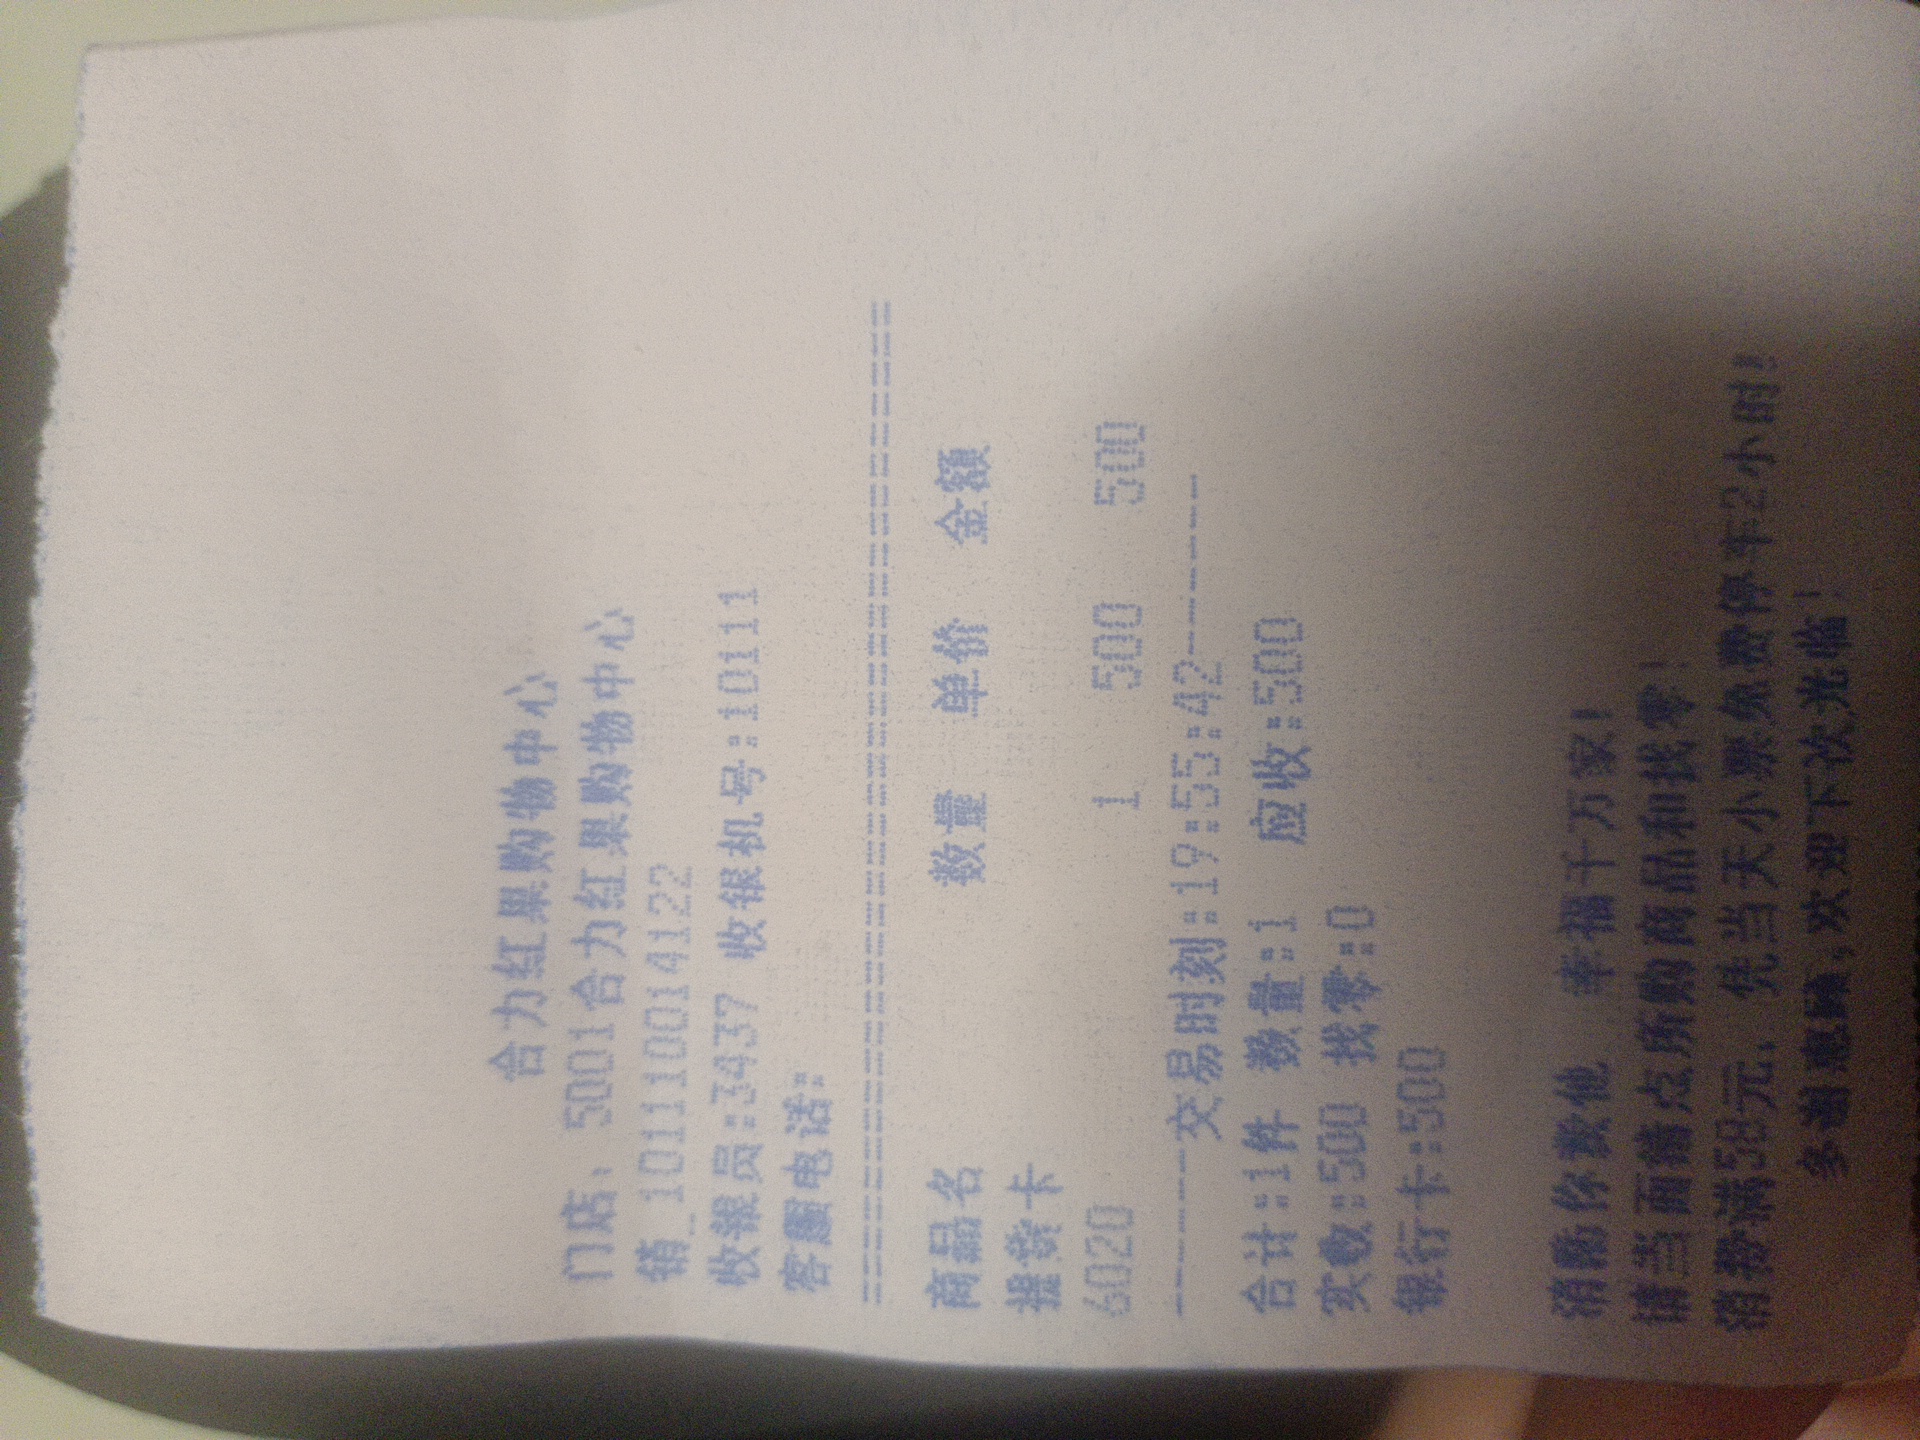 合力红果购物中心
门店: 5001合力红果购物中心
销_1011100014122
收银员:3437 收银机号:10111
客服电话:
========================================
商品名 数量 单价 金额
提货卡
6020 1 500 500
--------交易时刻:19:55:42--------
合计:1件 数量:1 应收:500
实收:500 找零:0
银行卡:500
消费你我他 幸福千万家!
请当面清点所购商品和找零!
消费满58元,凭当天小票免费停车2小时!
多谢惠顾,欢迎下次光临!